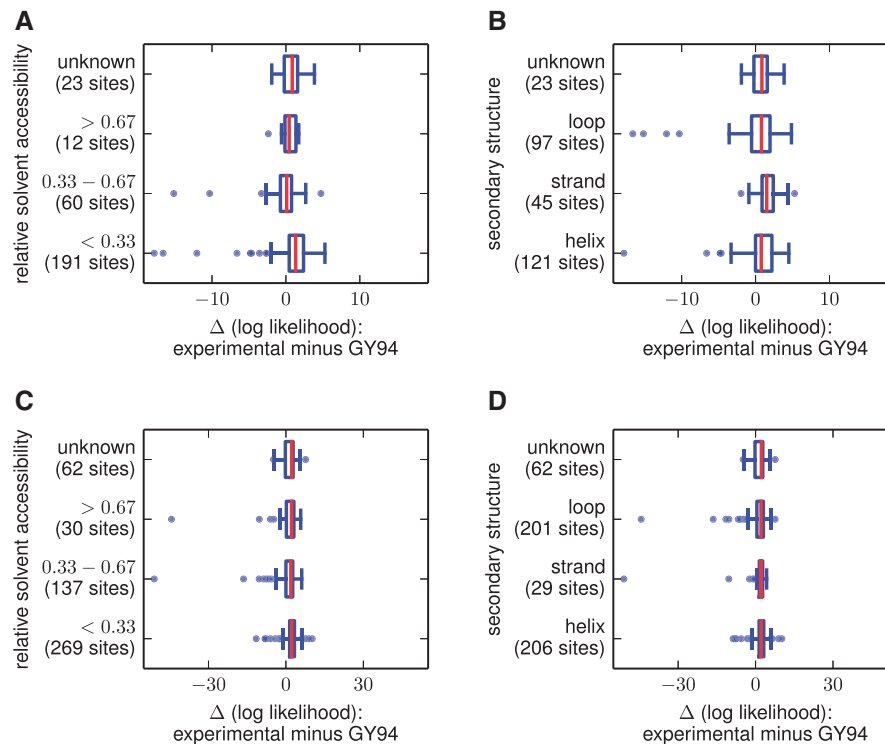 A
relative solvent accessibility
unknown
(23 sites)
> 0.67
(12 sites)
0.33 − 0.67
(60 sites)
< 0.33
(191 sites)
−10
0
10
Δ (log likelihood):
experimental minus GY94
B
secondary structure
unknown
(23 sites)
loop
(97 sites)
strand
(45 sites)
helix
(121 sites)
−10
0
10
Δ (log likelihood):
experimental minus GY94
C
relative solvent accessibility
unknown
(62 sites)
> 0.67
(30 sites)
0.33 − 0.67
(137 sites)
< 0.33
(269 sites)
−30
0
30
Δ (log likelihood):
experimental minus GY94
D
secondary structure
unknown
(62 sites)
loop
(201 sites)
strand
(29 sites)
helix
(206 sites)
−30
0
30
Δ (log likelihood):
experimental minus GY94